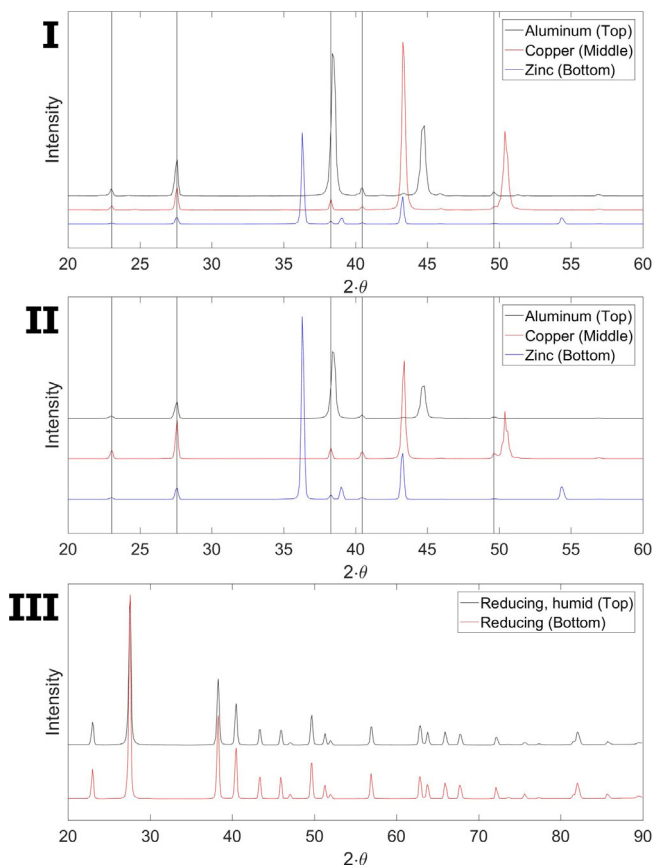 I
Intensity
Aluminum (Top)
Copper (Middle)
Zinc (Bottom)
20 25 30 35 40 45 50 55 60
2·θ
II
Intensity
Aluminum (Top)
Copper (Middle)
Zinc (Bottom)
20 25 30 35 40 45 50 55 60
2·θ
III
Intensity
Reducing, humid (Top)
Reducing (Bottom)
20 30 40 50 60 70 80 90
2·θ